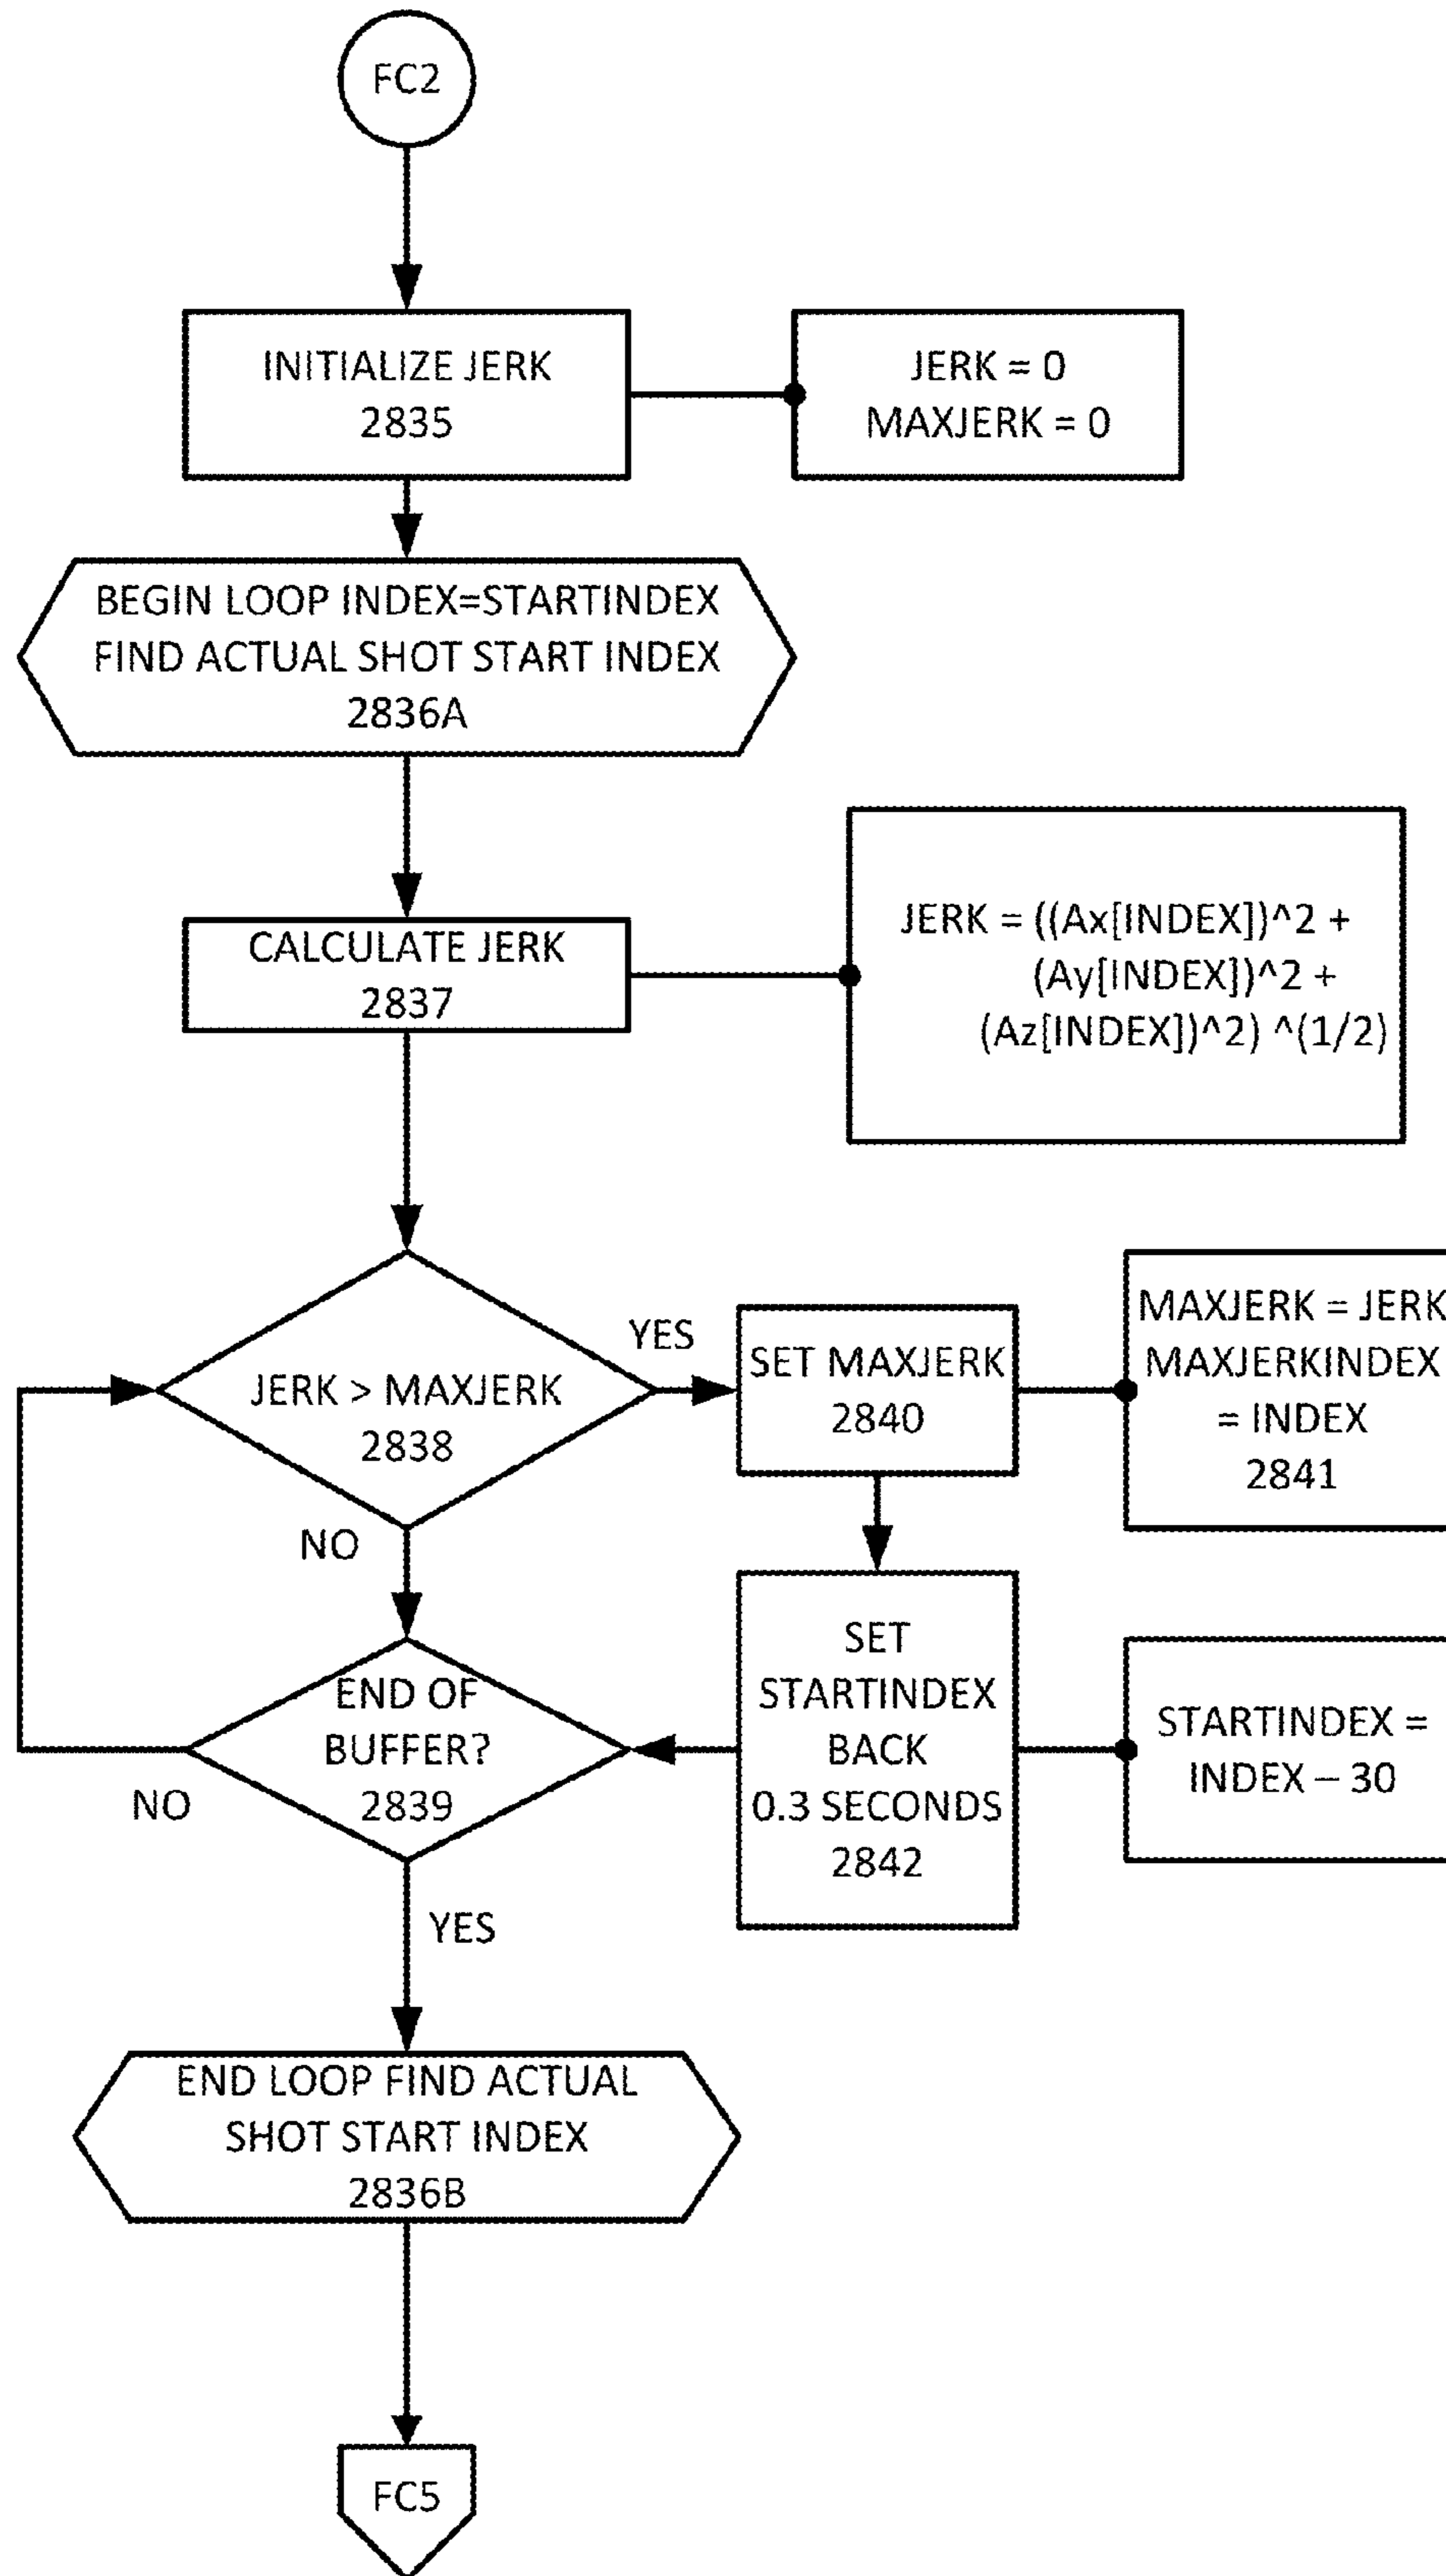 FC2
INITIALIZE JERK
2835
JERK = 0
MAXJERK = 0
BEGIN LOOP INDEX=STARTINDEX
FIND ACTUAL SHOT START INDEX
2836A
CALCULATE JERK
2837
JERK = ((Ax[INDEX])^2 +
(Ay[INDEX])^2 +
(Az[INDEX])^2) ^(1/2)
JERK > MAXJERK
2838
YES
NO
SET MAXJERK
2840
MAXJERK = JERK
MAXJERKINDEX
= INDEX
2841
END OF
BUFFER?
2839
NO
YES
SET
STARTINDEX
BACK
0.3 SECONDS
2842
STARTINDEX =
INDEX – 30
END LOOP FIND ACTUAL
SHOT START INDEX
2836B
FC5